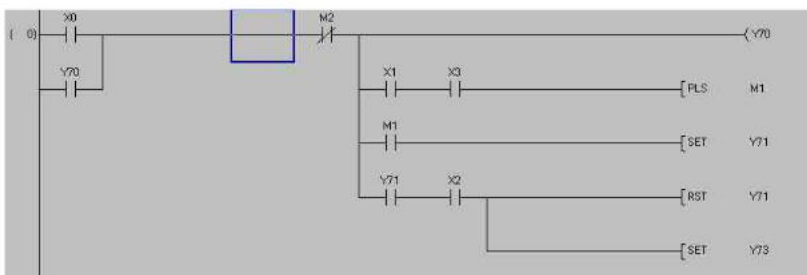 X0 M2
( 0) (Y70
Y70 X1 X3
[PLS M1
M1
[SET Y71
Y71 X2
[RST Y71
[SET Y73